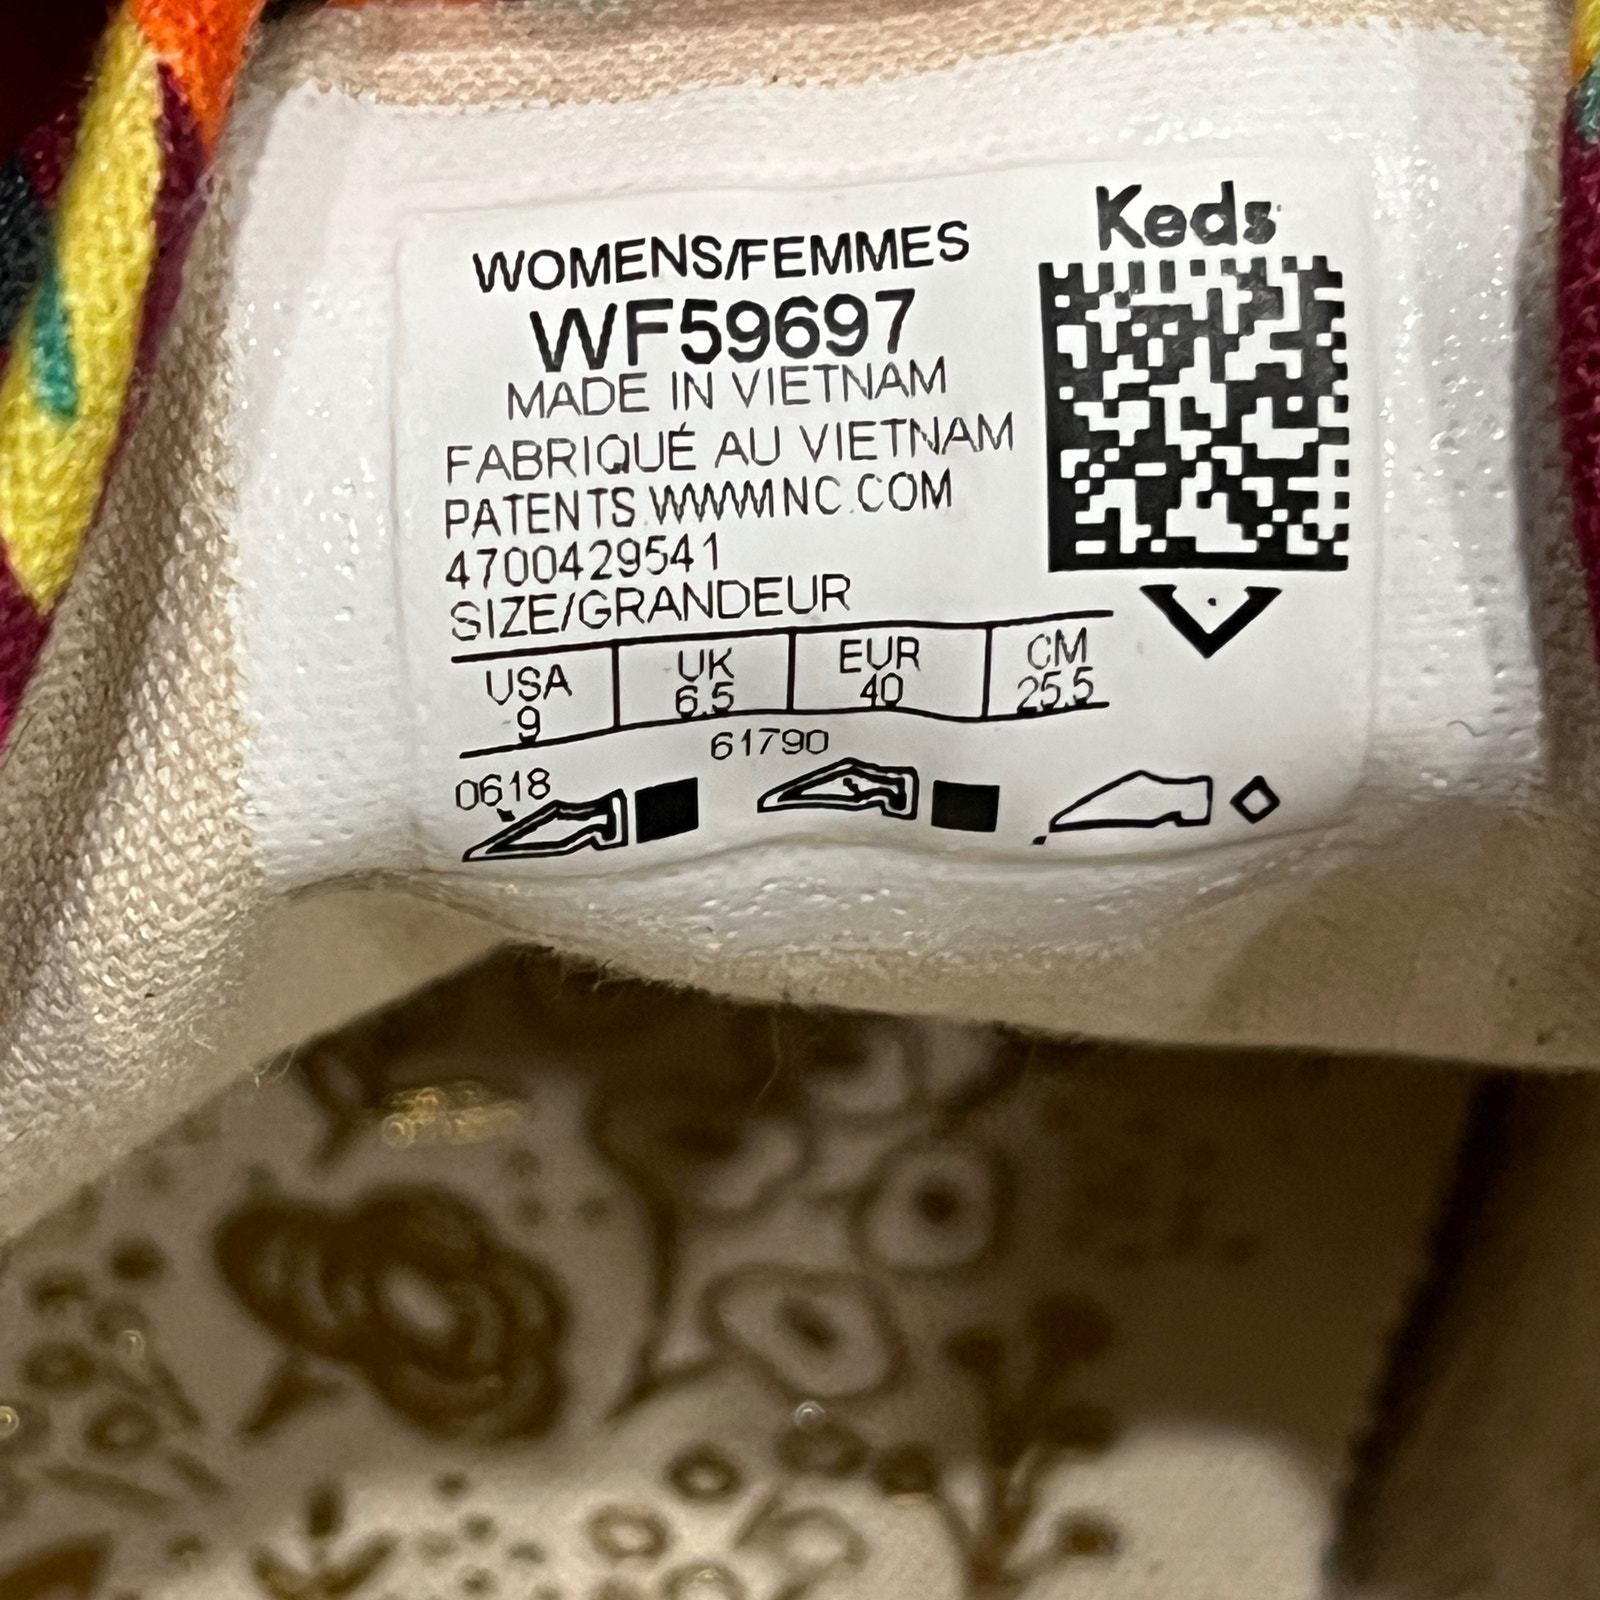 Keds
WOMENS/FEMMES
WF59697
MADE IN VIETNAM
FABRIQUÉ AU VIETNAM
PATENTS.WWWMNC.COM
4700429541
SIZE/GRANDEUR
USA UK EUR CM
9 6.5 40 25.5
61790
0618